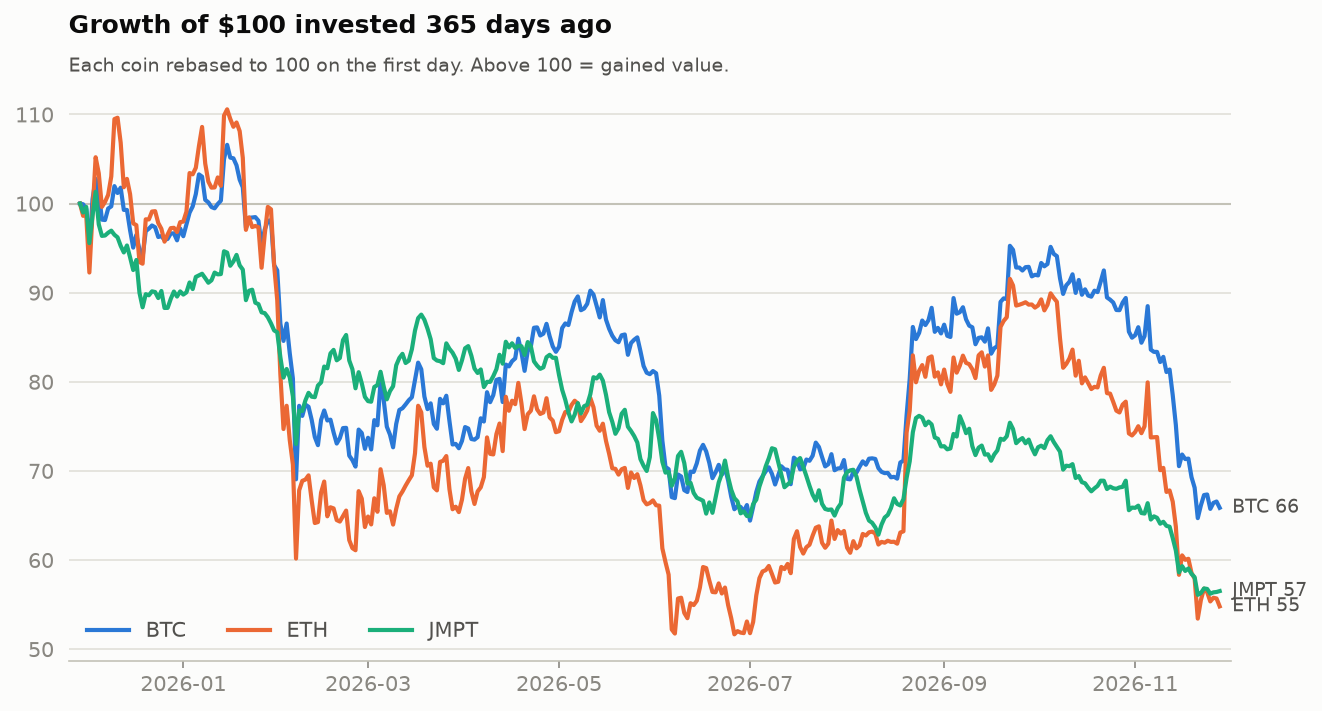 Growth of $100 invested 365 days ago
Each coin rebased to 100 on the first day. Above 100 = gained value.
110
100
90
80
70
60
50
BTC 66
JMPT 57
ETH 55
BTC ETH JMPT
2026-01 2026-03 2026-05 2026-07 2026-09 2026-11